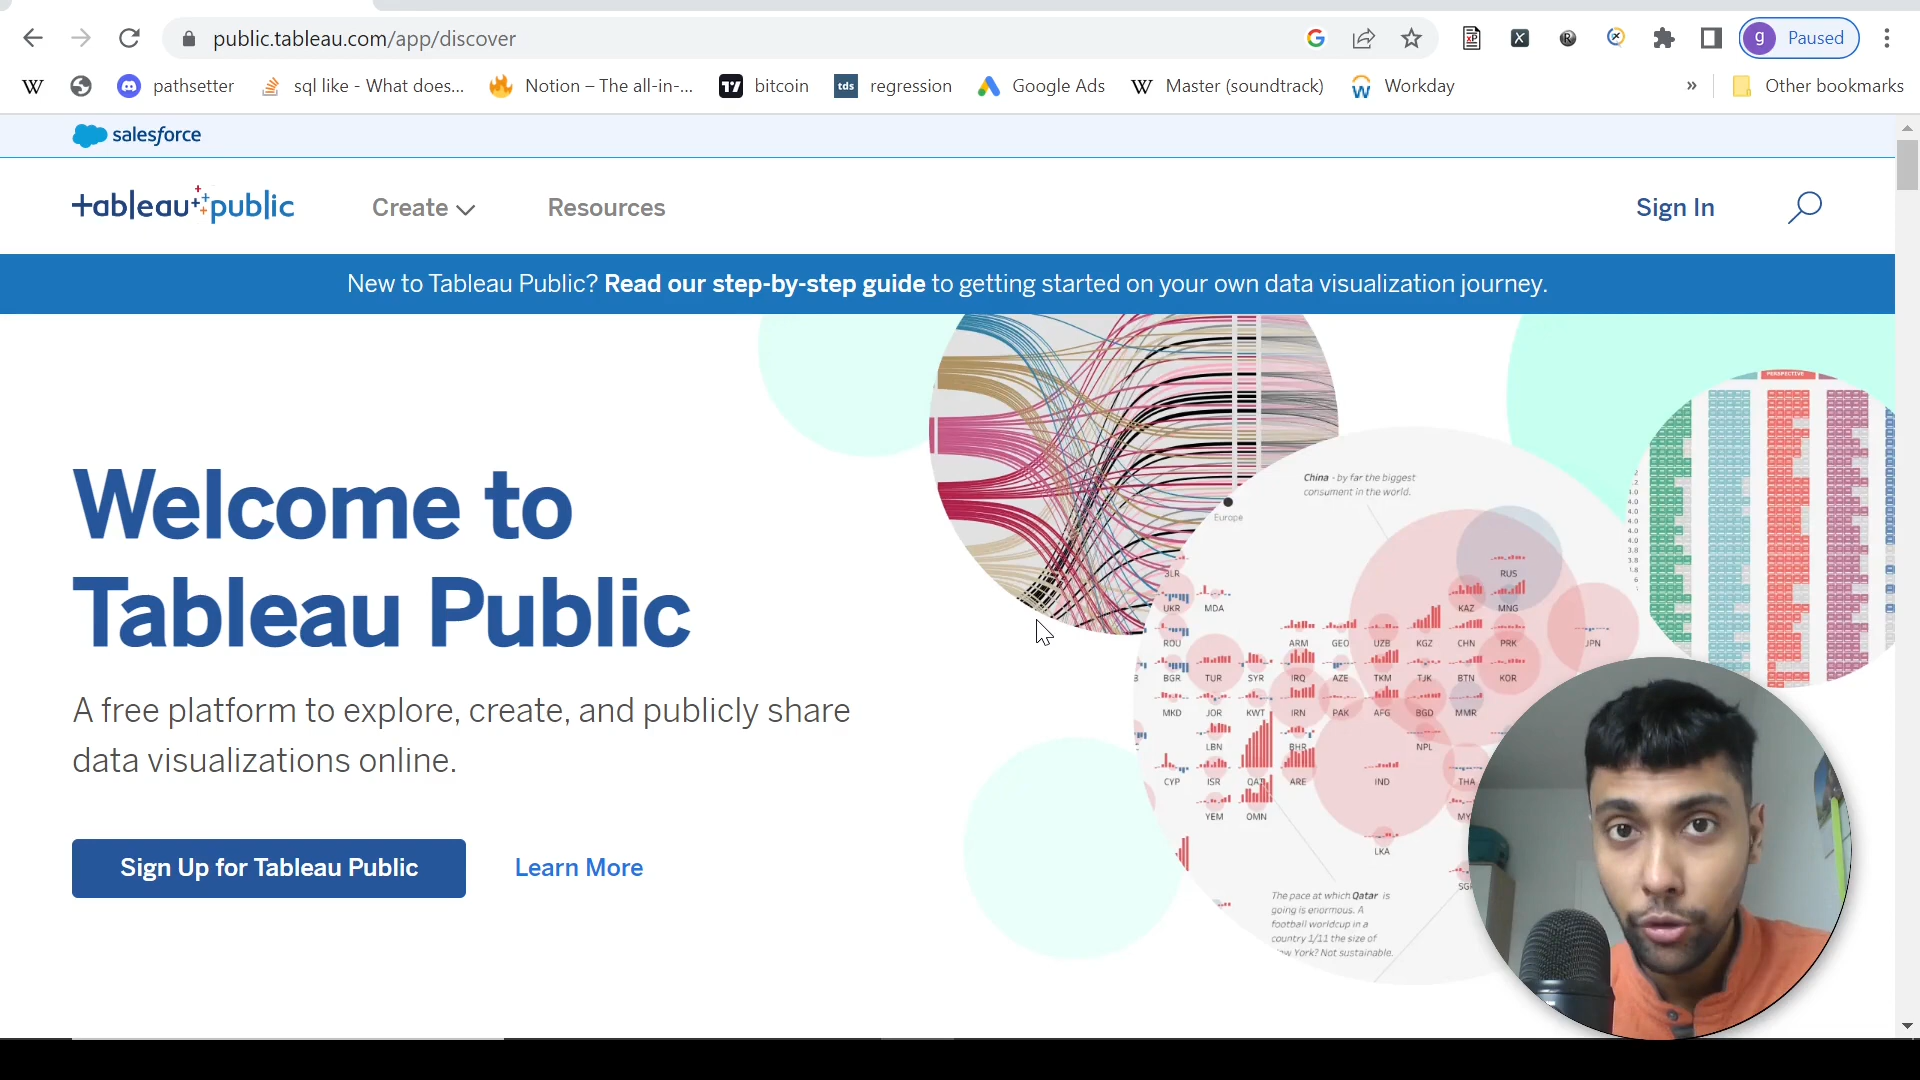 public.tableau.com/app/discover
g Paused
pathsetter
sql like - What does...
Notion – The all-in-...
bitcoin
tds regression
Google Ads
W Master (soundtrack)
Workday
»
Other bookmarks
salesforce
+ableau public
Create
Resources
Sign In
New to Tableau Public? Read our step-by-step guide to getting started on your own data visualization journey.
PERSPECTIVE
Welcome to
Tableau Public
A free platform to explore, create, and publicly share
data visualizations online.
Sign Up for Tableau Public
Learn More
China - by far the biggest
consument in the world.
Europe
RUS
UKR MDA KAZ MNG
ROU ARM GEO UZB KGZ CHN PRK JPN
BGR TUR SYR IRQ AZE TKM TJK BTN KOR
MKD JOR KWT IRN PAK AFG BGD MMR
LBN BHR NPL
CYP ISR QAT ARE IND THA
YEM OMN MY
LKA
SG
The pace at which Qatar is
going is enormous. A
football worldcup in a
country 1/11 the size of
York? Not sustainable.